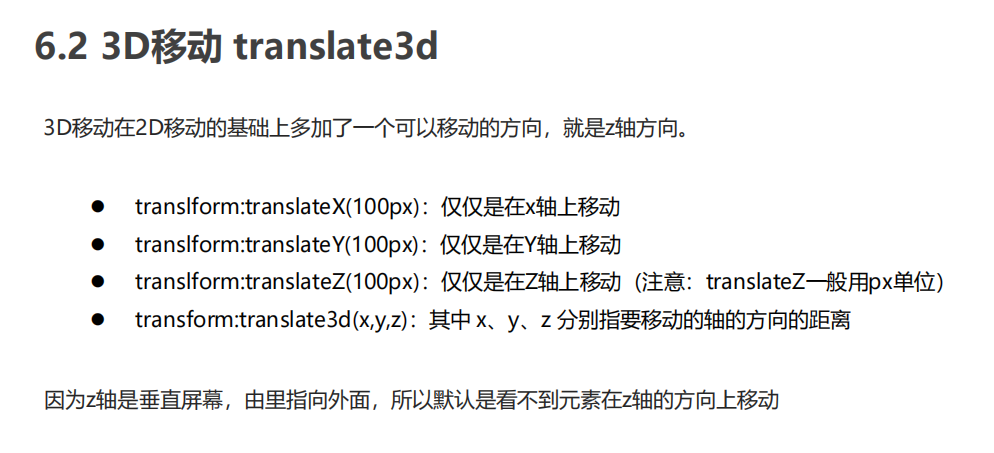 6.2 3D移动 translate3d
3D移动在2D移动的基础上多加了一个可以移动的方向，就是z轴方向。
● translform:translateX(100px)：仅仅是在x轴上移动
● translform:translateY(100px)：仅仅是在Y轴上移动
● translform:translateZ(100px)：仅仅是在Z轴上移动（注意：translateZ一般用px单位）
● transform:translate3d(x,y,z)：其中 x、y、z 分别指要移动的轴的方向的距离
因为z轴是垂直屏幕，由里指向外面，所以默认是看不到元素在z轴的方向上移动